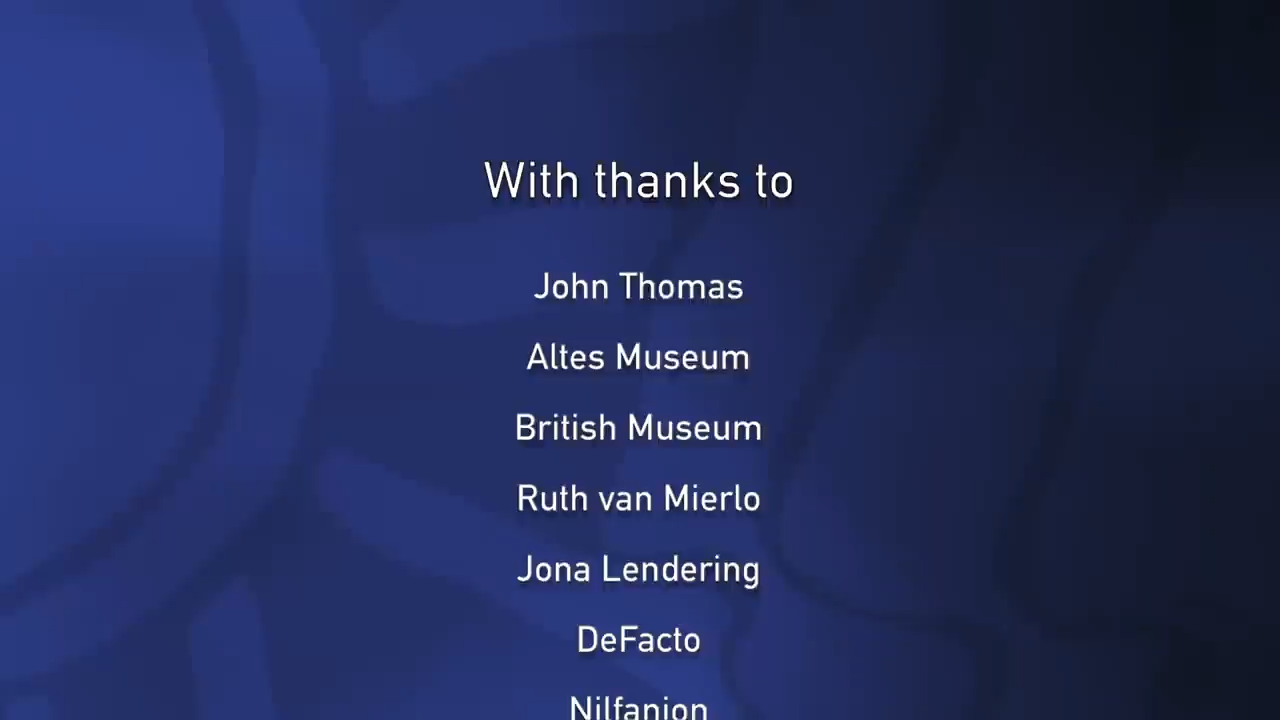 With thanks to
John Thomas
Altes Museum
British Museum
Ruth van Mierlo
Jona Lendering
DeFacto
Nilfanion